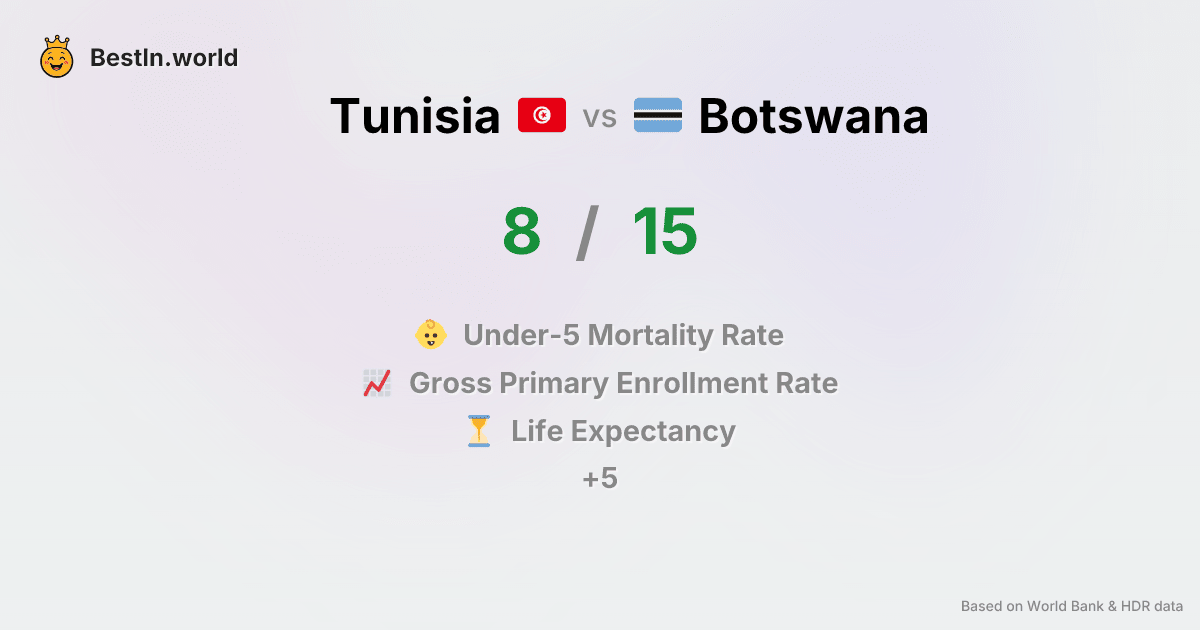 BestIn.world
Tunisia vs Botswana
8 / 15
Under-5 Mortality Rate
Gross Primary Enrollment Rate
Life Expectancy
+5
Based on World Bank & HDR data